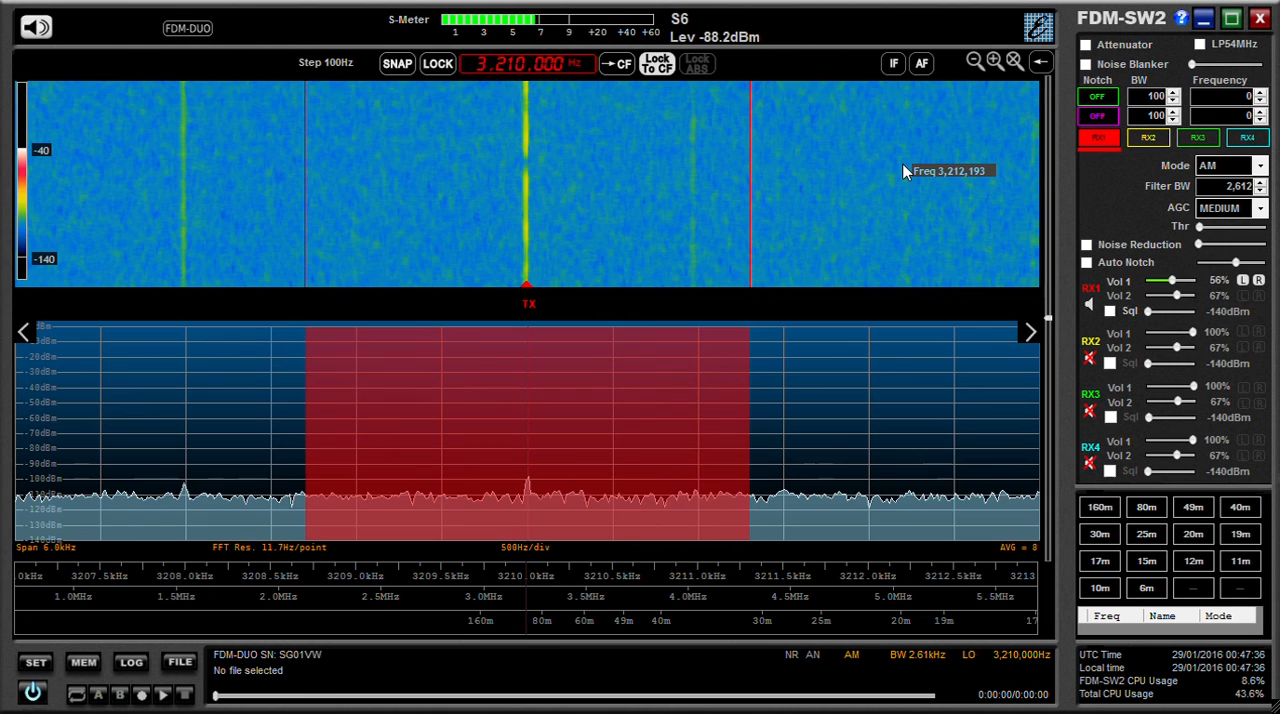 FDM-DUO
S-Meter
1 3 5 7 9 +20 +40 +60
S6
Lev -88.2dBm
FDM-SW2 ? X
Step 100Hz SNAP LOCK 3.210.000 Hz →CF Lock To CF Lock ABS IF AF
-40
-140
Freq 3,212,193
TX
-20dBm
-30dBm
-40dBm
-50dBm
-60dBm
-70dBm
-80dBm
-90dBm
-100dBm
-110dBm
-120dBm
-130dBm
Span 6.0kHz FFT Res. 11.7Hz/point 500Hz/div AVG = 8
.0kHz 3207.5kHz 3208.0kHz 3208.5kHz 3209.0kHz 3209.5kHz 3210.0kHz 3210.5kHz 3211.0kHz 3211.5kHz 3212.0kHz 3212.5kHz 3213
1.0MHz 1.5MHz 2.0MHz 2.5MHz 3.0MHz 3.5MHz 4.0MHz 4.5MHz 5.0MHz 5.5MHz
160m 80m 60m 49m 40m 30m 25m 20m 19m 17
Attenuator LP54MHz
Noise Blanker
Notch BW Frequency
OFF 100 0
OFF 100 0
RX1 RX2 RX3 RX4
Mode AM
Filter BW 2,612
AGC MEDIUM
Thr
Noise Reduction
Auto Notch
RX1
Vol 1 56% L R
Vol 2 67% L R
Sql -140dBm
RX2
Vol 1 100% L R
Vol 2 67% L R
Sql -140dBm
RX3
Vol 1 100% L R
Vol 2 67% L R
Sql -140dBm
RX4
Vol 1 100% L R
Vol 2 67% L R
Sql -140dBm
160m 80m 49m 40m
30m 25m 20m 19m
17m 15m 12m 11m
10m 6m — —
Freq Name Mode
SET MEM LOG FILE
A B
FDM-DUO SN: SG01VW NR AN AM BW 2.61kHz LO 3,210,000Hz
No file selected
0:00:00/0:00:00
UTC Time 29/01/2016 00:47:36
Local time 29/01/2016 00:47:36
FDM-SW2 CPU Usage 8.6%
Total CPU Usage 43.6%